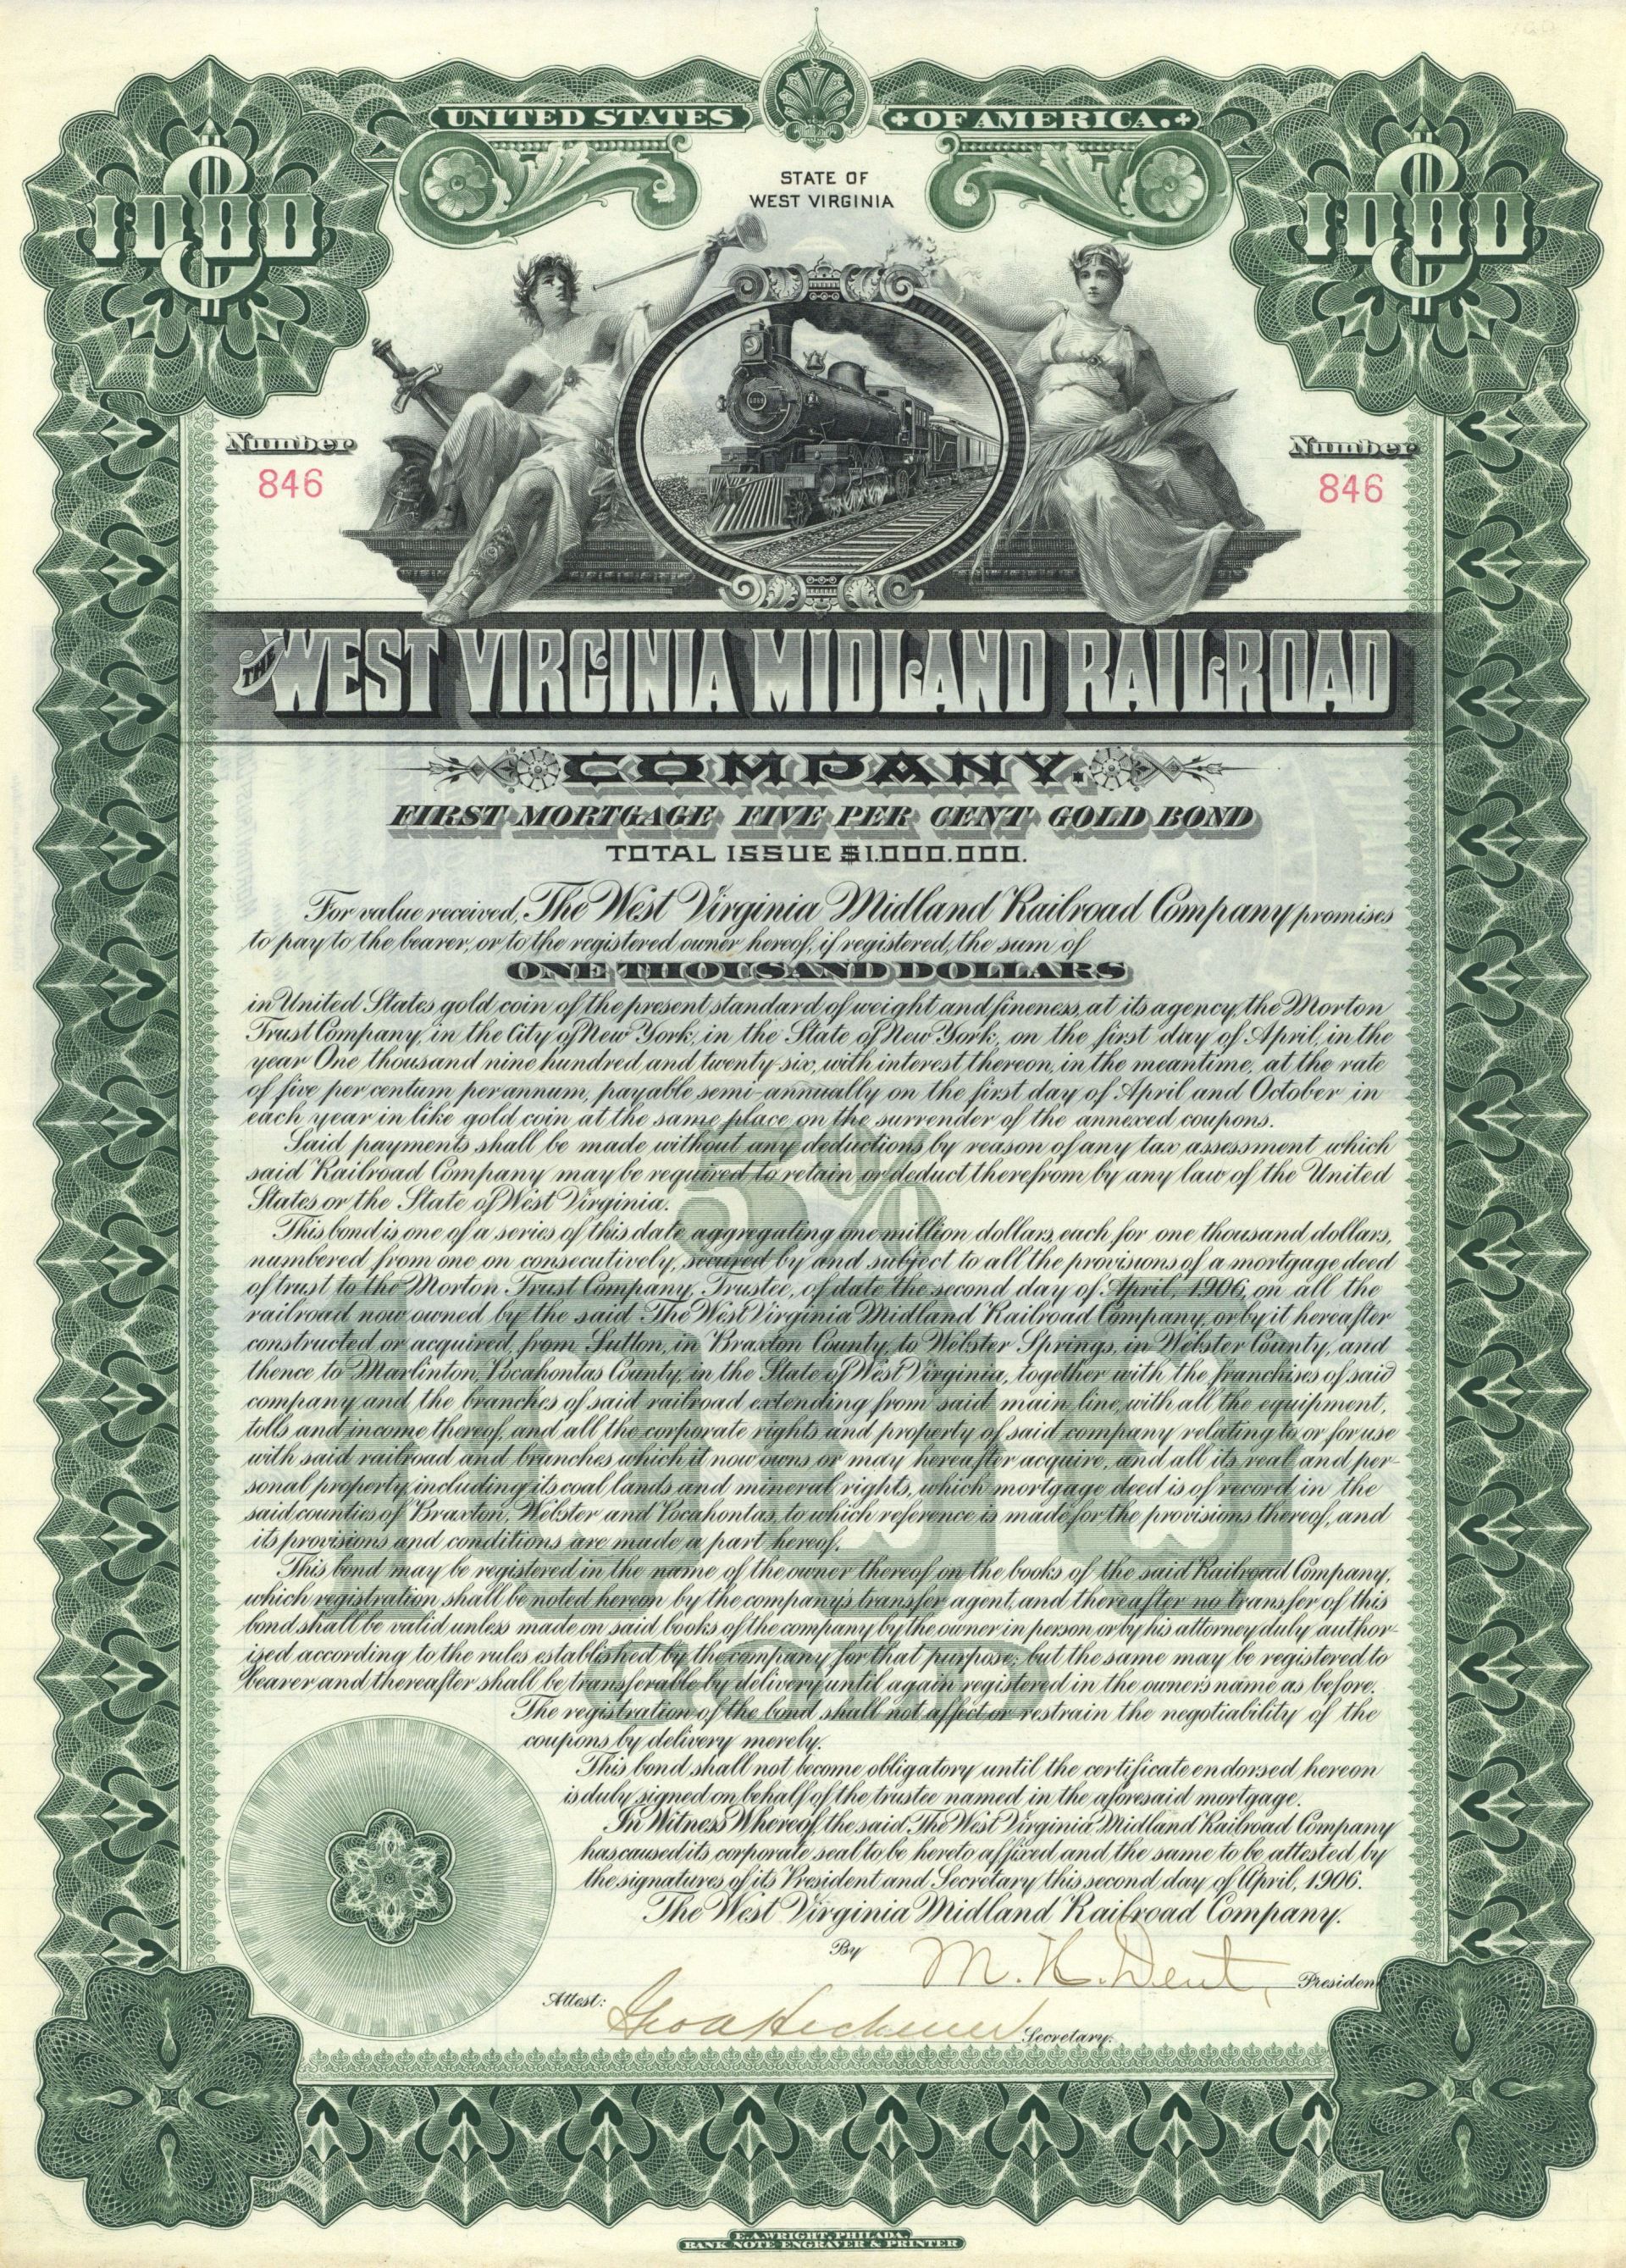 UNITED STATES OF AMERICA.
STATE OF
WEST VIRGINIA
$1000
$1000
Number
846
Number
846
THE WEST VIRGINIA MIDLAND RAILROAD
COMPANY.
FIRST MORTGAGE FIVE PER CENT GOLD BOND
TOTAL ISSUE $1.000.000.
For value received, The West Virginia Midland Railroad Company promises
to pay to the bearer, or to the registered owner hereof, if registered, the sum of
ONE THOUSAND DOLLARS
in United States gold coin of the present standard of weight and fineness, at its agency, the Morton
Trust Company, in the City of New York, in the State of New York, on the first day of April, in the
year One thousand nine hundred and twenty-six, with interest thereon, in the meantime, at the rate
of five per centum per annum, payable semi-annually on the first day of April and October in
each year in like gold coin at the same place on the surrender of the annexed coupons.
Said payments shall be made without any deductions by reason of any tax assessment which
said Railroad Company may be required to retain or deduct therefrom by any law of the United
States or the State of West Virginia.
This bond is one of a series of this date aggregating one million dollars, each for one thousand dollars,
numbered from one on consecutively, secured by and subject to all the provisions of a mortgage deed
of trust to the Morton Trust Company, Trustee, of date the second day of April, 1906, on all the
railroad now owned by the said The West Virginia Midland Railroad Company, or by it hereafter
constructed or acquired, from Sutton, in Braxton County, to Webster Springs, in Webster County, and
thence to Marlinton, Pocahontas County, in the State of West Virginia, together with the franchises of said
company and the branches of said railroad extending from said main line, with all the equipment,
tolls and income thereof, and all the corporate rights and property of said company relating to, or for use
with said railroad and branches which it now owns or may hereafter acquire, and all its real and per-
sonal property, including its coal lands and mineral rights, which mortgage deed is of record in the
said counties of Braxton, Webster and Pocahontas, to which reference is made for the provisions thereof, and
its provisions and conditions are made a part hereof.
This bond may be registered in the name of the owner thereof on the books of the said Railroad Company,
which registration shall be noted hereon by the company's transfer agent, and thereafter no transfer of this
bond shall be valid unless made on said books of the company by the owner in person or by his attorney duly author-
ized according to the rules established by the company for that purpose; but the same may be registered to
bearer and thereafter shall be transferable by delivery until again registered in the owners name as before.
The registration of the bond shall not affect or restrain the negotiability of the
coupons by delivery merely.
This bond shall not become obligatory until the certificate endorsed hereon
is duly signed on behalf of the trustee named in the aforesaid mortgage.
In Witness Whereof, the said The West Virginia Midland Railroad Company
has caused its corporate seal to be hereto affixed and the same to be attested by
the signatures of its President and Secretary this second day of April, 1906.
The West Virginia Midland Railroad Company.
5%
1000
GOLD
By M. H. Dent, President
Attest: Geo A Hechmer Secretary.
E.A. WRIGHT, PHILADA.
BANK NOTE ENGRAVER & PRINTER